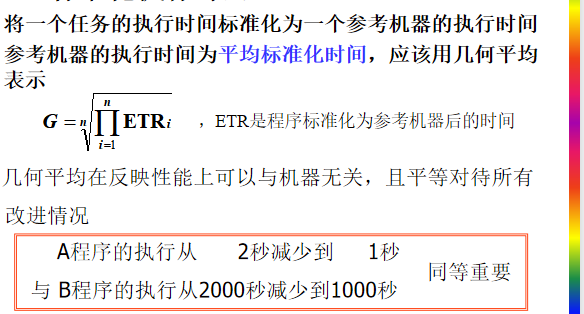 将一个任务的执行时间标准化为一个参考机器的执行时间
参考机器的执行时间为平均标准化时间，应该用几何平均
表示
G = n√∏ⁿᵢ₌₁ ETRi ，ETR是程序标准化为参考机器后的时间
几何平均在反映性能上可以与机器无关，且平等对待所有
改进情况
A程序的执行从 2秒减少到 1秒
与 B程序的执行从2000秒减少到1000秒
同等重要